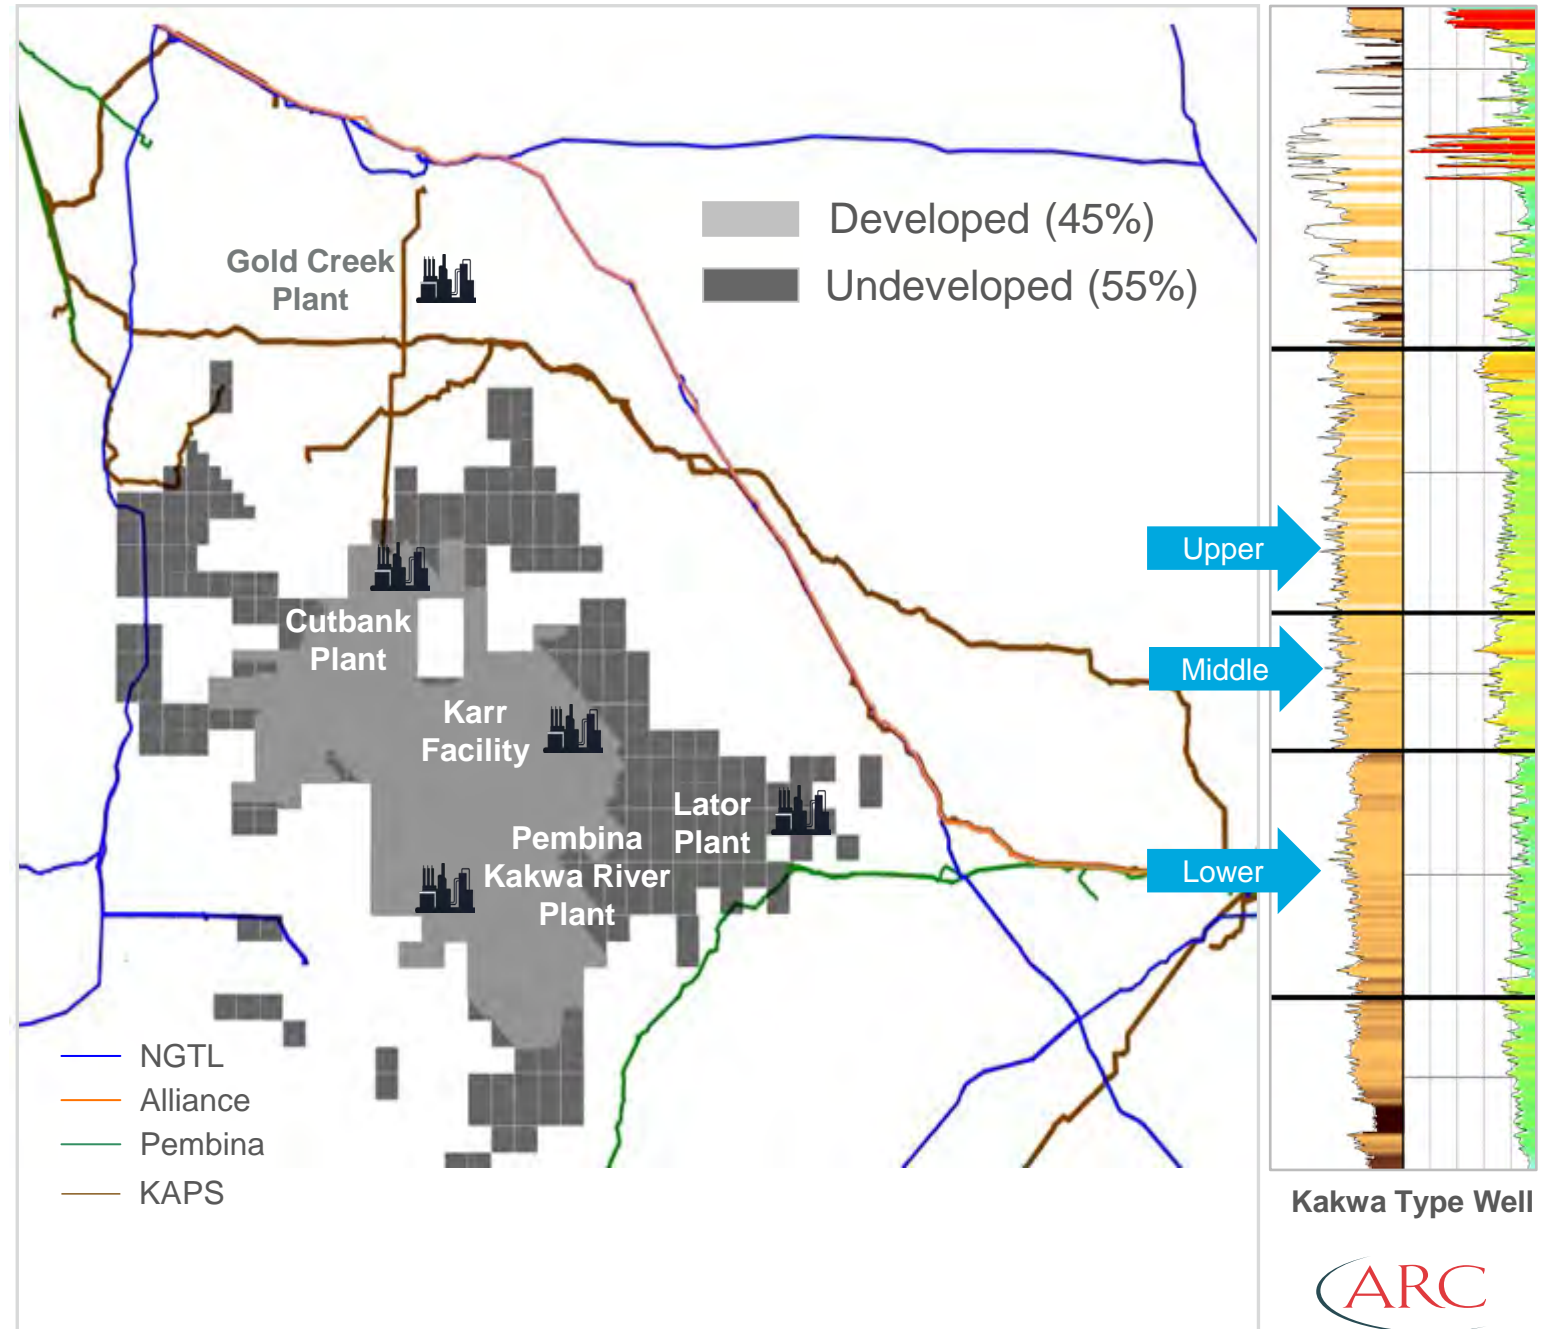 Developed (45%)
Undeveloped (55%)
Gold Creek
Plant
Cutbank
Plant
Karr
Facility
Lator
Plant
Pembina
Kakwa River
Plant
NGTL
Alliance
Pembina
KAPS
Upper
Middle
Lower
Kakwa Type Well
ARC